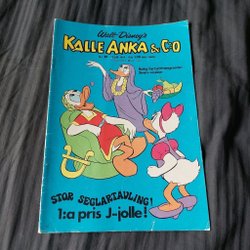 Walt Disney's
KALLE ANKA & C:O
STOR SEGLARTÄVLING!
1:a pris J-jolle!